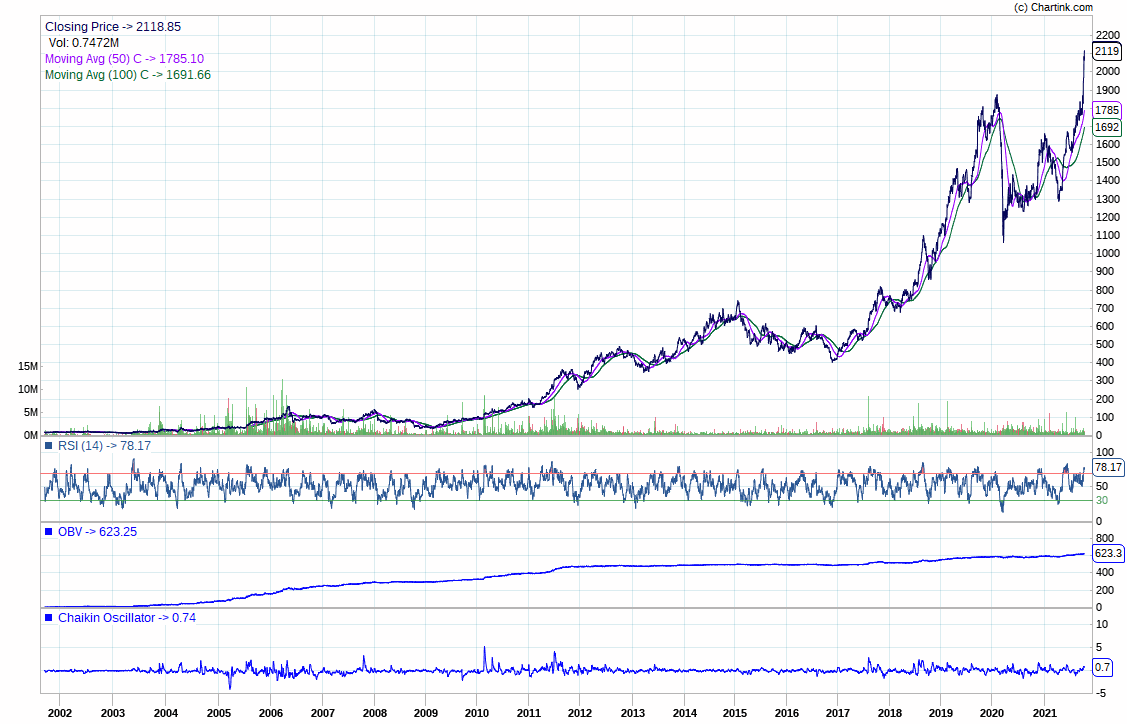 (c) Chartink.com
Closing Price -> 2118.85
Vol: 0.7472M
Moving Avg (50) C -> 1785.10
Moving Avg (100) C -> 1691.66
2200
2119
2000
1900
1785
1692
1600
1500
1400
1300
1200
1100
1000
900
800
700
600
500
400
300
200
100
0
15M
10M
5M
0M
RSI (14) -> 78.17
100
78.17
50
30
0
OBV -> 623.25
800
623.3
400
200
0
Chaikin Oscillator -> 0.74
10
5
0.7
-5
2002 2003 2004 2005 2006 2007 2008 2009 2010 2011 2012 2013 2014 2015 2016 2017 2018 2019 2020 2021